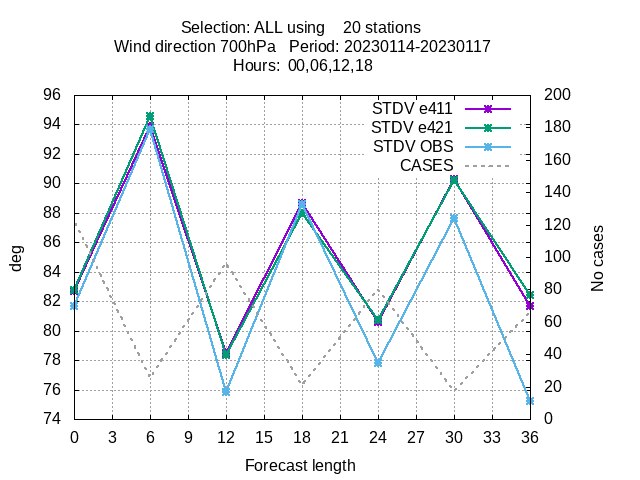 Selection: ALL using    20 stations
Wind direction 700hPa   Period: 20230114-20230117
Hours:  00,06,12,18
96
94
92
90
88
86
84
82
80
78
76
74
deg
STDV e411
STDV e421
STDV OBS
CASES
200
180
160
140
120
100
80
60
40
20
0
No cases
0 3 6 9 12 15 18 21 24 27 30 33 36
Forecast length